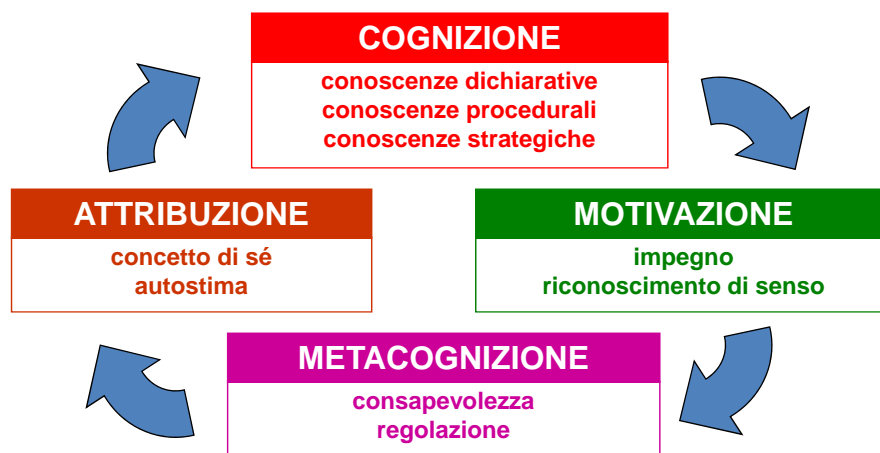 COGNIZIONE
conoscenze dichiarative
conoscenze procedurali
conoscenze strategiche
ATTRIBUZIONE
concetto di sé
autostima
MOTIVAZIONE
impegno
riconoscimento di senso
METACOGNIZIONE
consapevolezza
regolazione